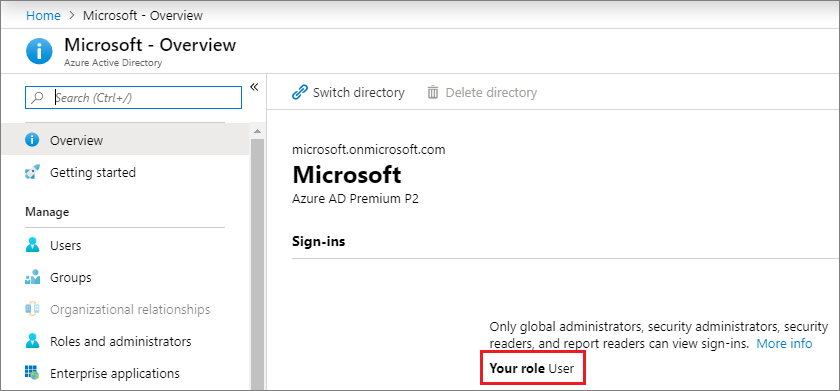 Home > Microsoft - Overview
Microsoft - Overview
Azure Active Directory
Search (Ctrl+/)
«
Overview
Getting started
Manage
Users
Groups
Organizational relationships
Roles and administrators
Enterprise applications
Switch directory
Delete directory
microsoft.onmicrosoft.com
Microsoft
Azure AD Premium P2
Sign-ins
Only global administrators, security administrators, security
readers, and report readers can view sign-ins. More info
Your role User